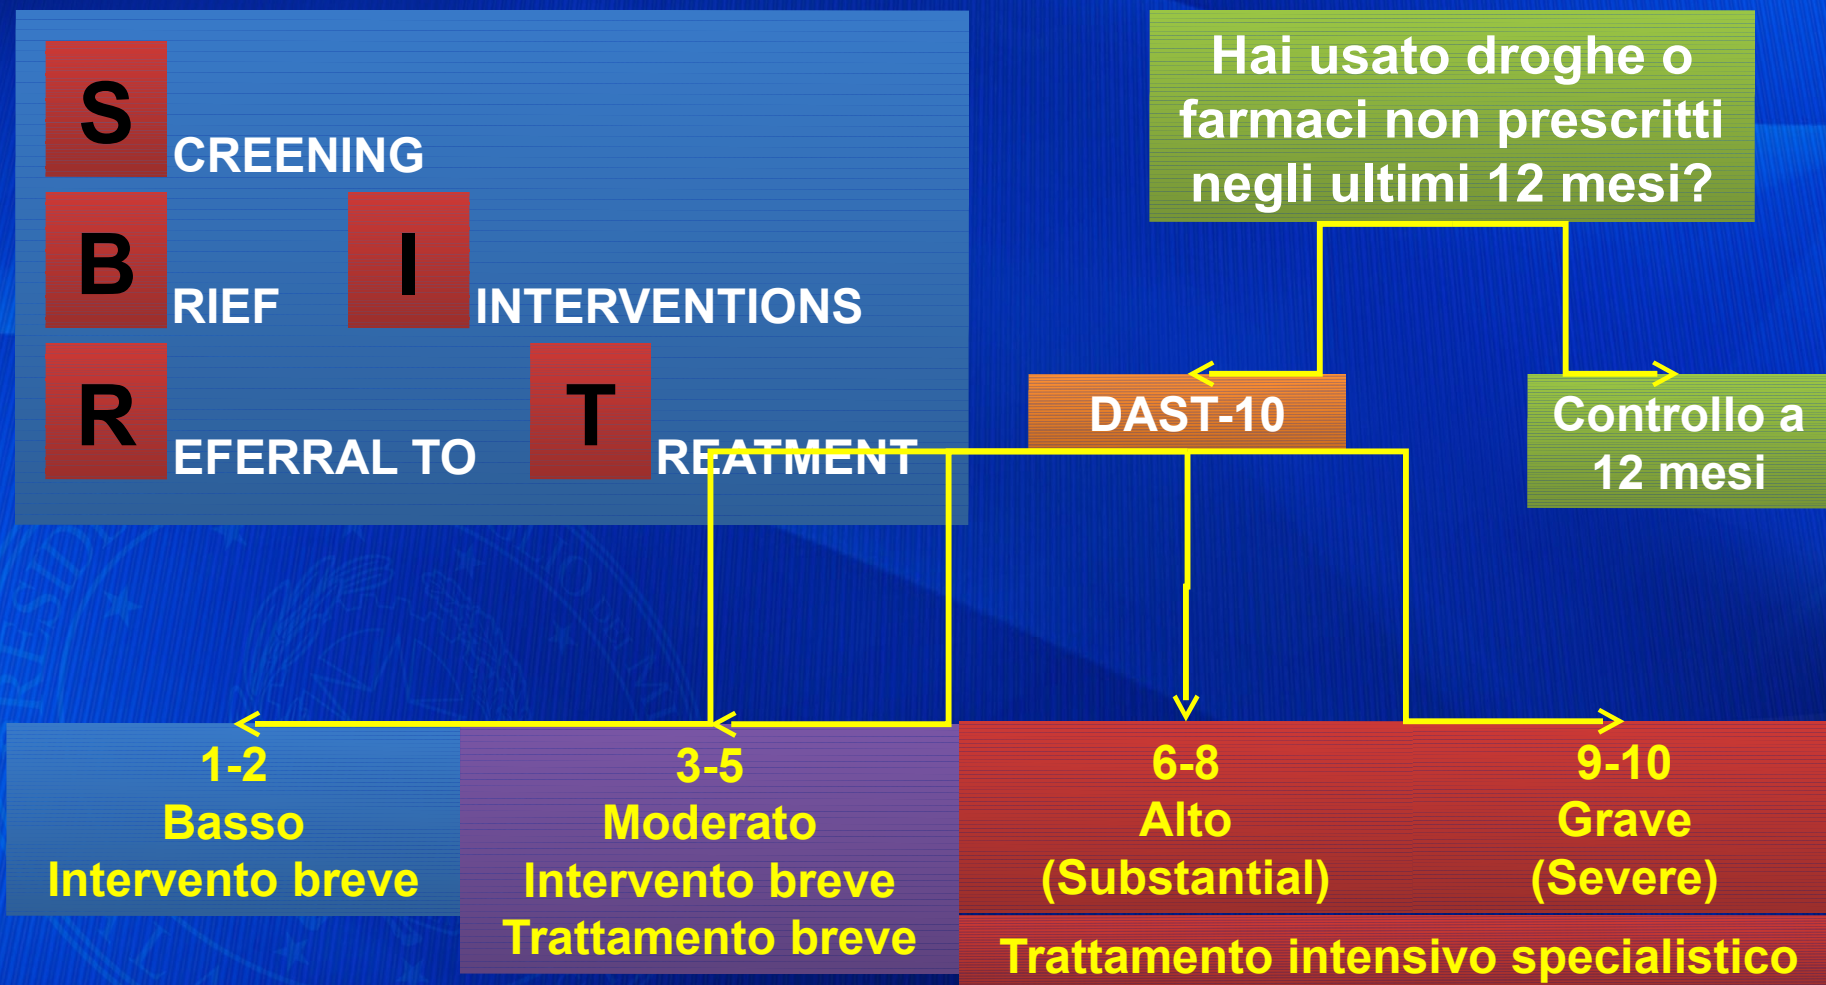 S CREENING
B RIEF I INTERVENTIONS
R EFERRAL TO T REATMENT
Hai usato droghe o
farmaci non prescritti
negli ultimi 12 mesi?
DAST-10
Controllo a
12 mesi
1-2
Basso
Intervento breve
3-5
Moderato
Intervento breve
Trattamento breve
6-8
Alto
(Substantial)
9-10
Grave
(Severe)
Trattamento intensivo specialistico